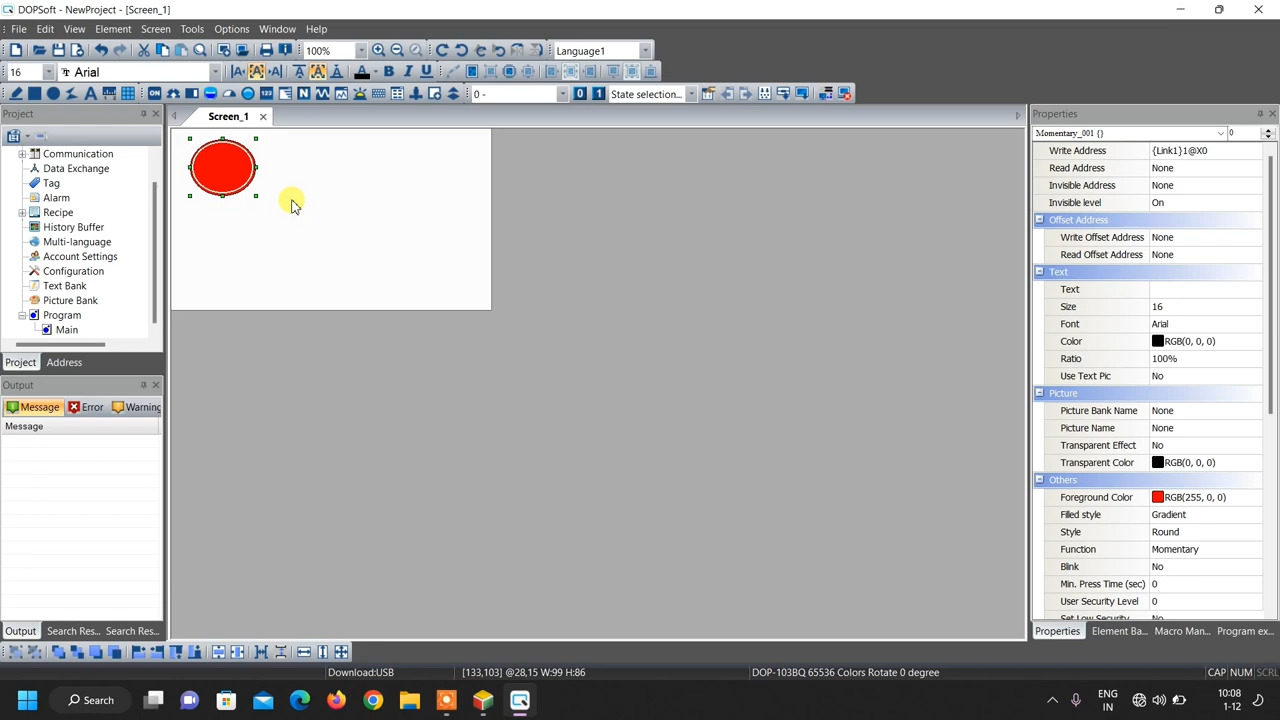 DOPSoft - NewProject - [Screen_1]
File Edit View Element Screen Tools Options Window Help
100% Language1
16 Arial
0 - 0 1 State selection...
Project
Communication
Data Exchange
Tag
Alarm
Recipe
History Buffer
Multi-language
Account Settings
Configuration
Text Bank
Picture Bank
Program
Main
Project Address
Output
Message Error Warning
Message
Output Search Res... Search Res...
Screen_1
Properties
Momentary_001 {} 0
Write Address {Link1}1@X0
Read Address None
Invisible Address None
Invisible level On
Offset Address
Write Offset Address None
Read Offset Address None
Text
Text
Size 16
Font Arial
Color RGB(0, 0, 0)
Ratio 100%
Use Text Pic No
Picture
Picture Bank Name None
Picture Name None
Transparent Effect No
Transparent Color RGB(0, 0, 0)
Others
Foreground Color RGB(255, 0, 0)
Filled style Gradient
Style Round
Function Momentary
Blink No
Min. Press Time (sec) 0
User Security Level 0
Set Low Security No
Properties Element Ba... Macro Man... Program ex...
Download:USB [133,103] @28,15 W:99 H:86 DOP-103BQ 65536 Colors Rotate 0 degree CAP NUM SCRL
Search
ENG
IN
10:08
1-12